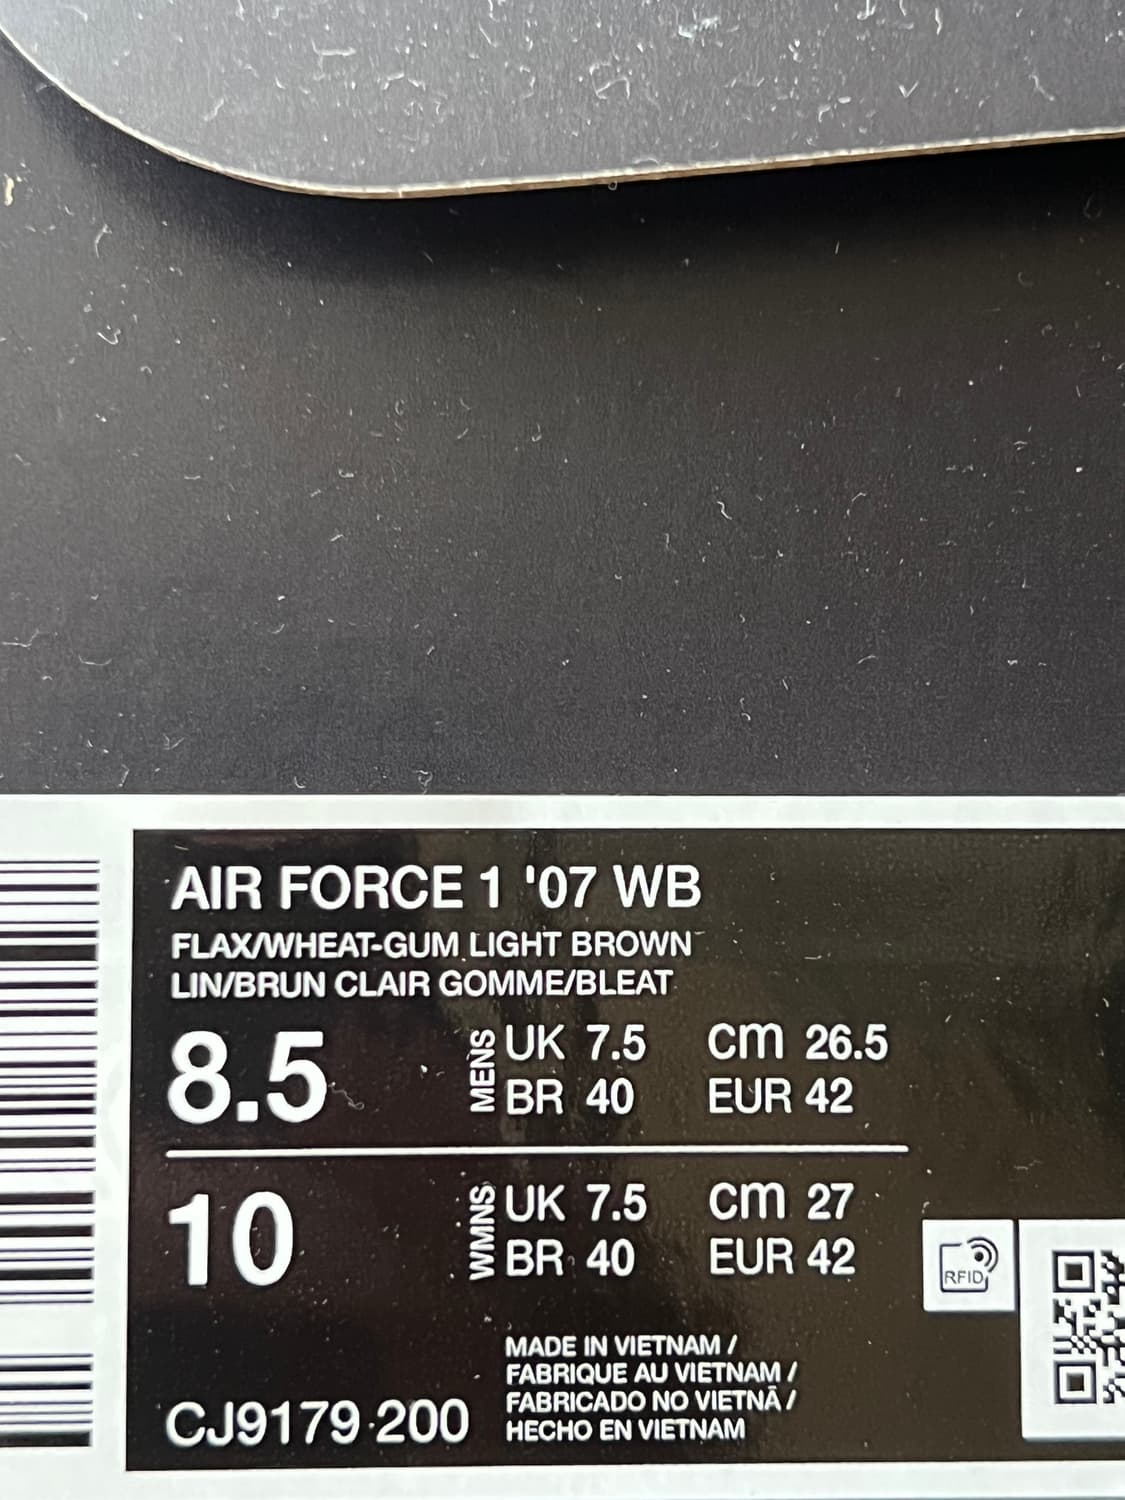 AIR FORCE 1 '07 WB
FLAX/WHEAT-GUM LIGHT BROWN
LIN/BRUN CLAIR GOMME/BLEAT
8.5 MENS UK 7.5 CM 26.5
BR 40 EUR 42
10 WMNS UK 7.5 CM 27
BR 40 EUR 42
RFID
MADE IN VIETNAM /
FABRIQUE AU VIETNAM /
FABRICADO NO VIETNÃ /
HECHO EN VIETNAM
CJ9179-200